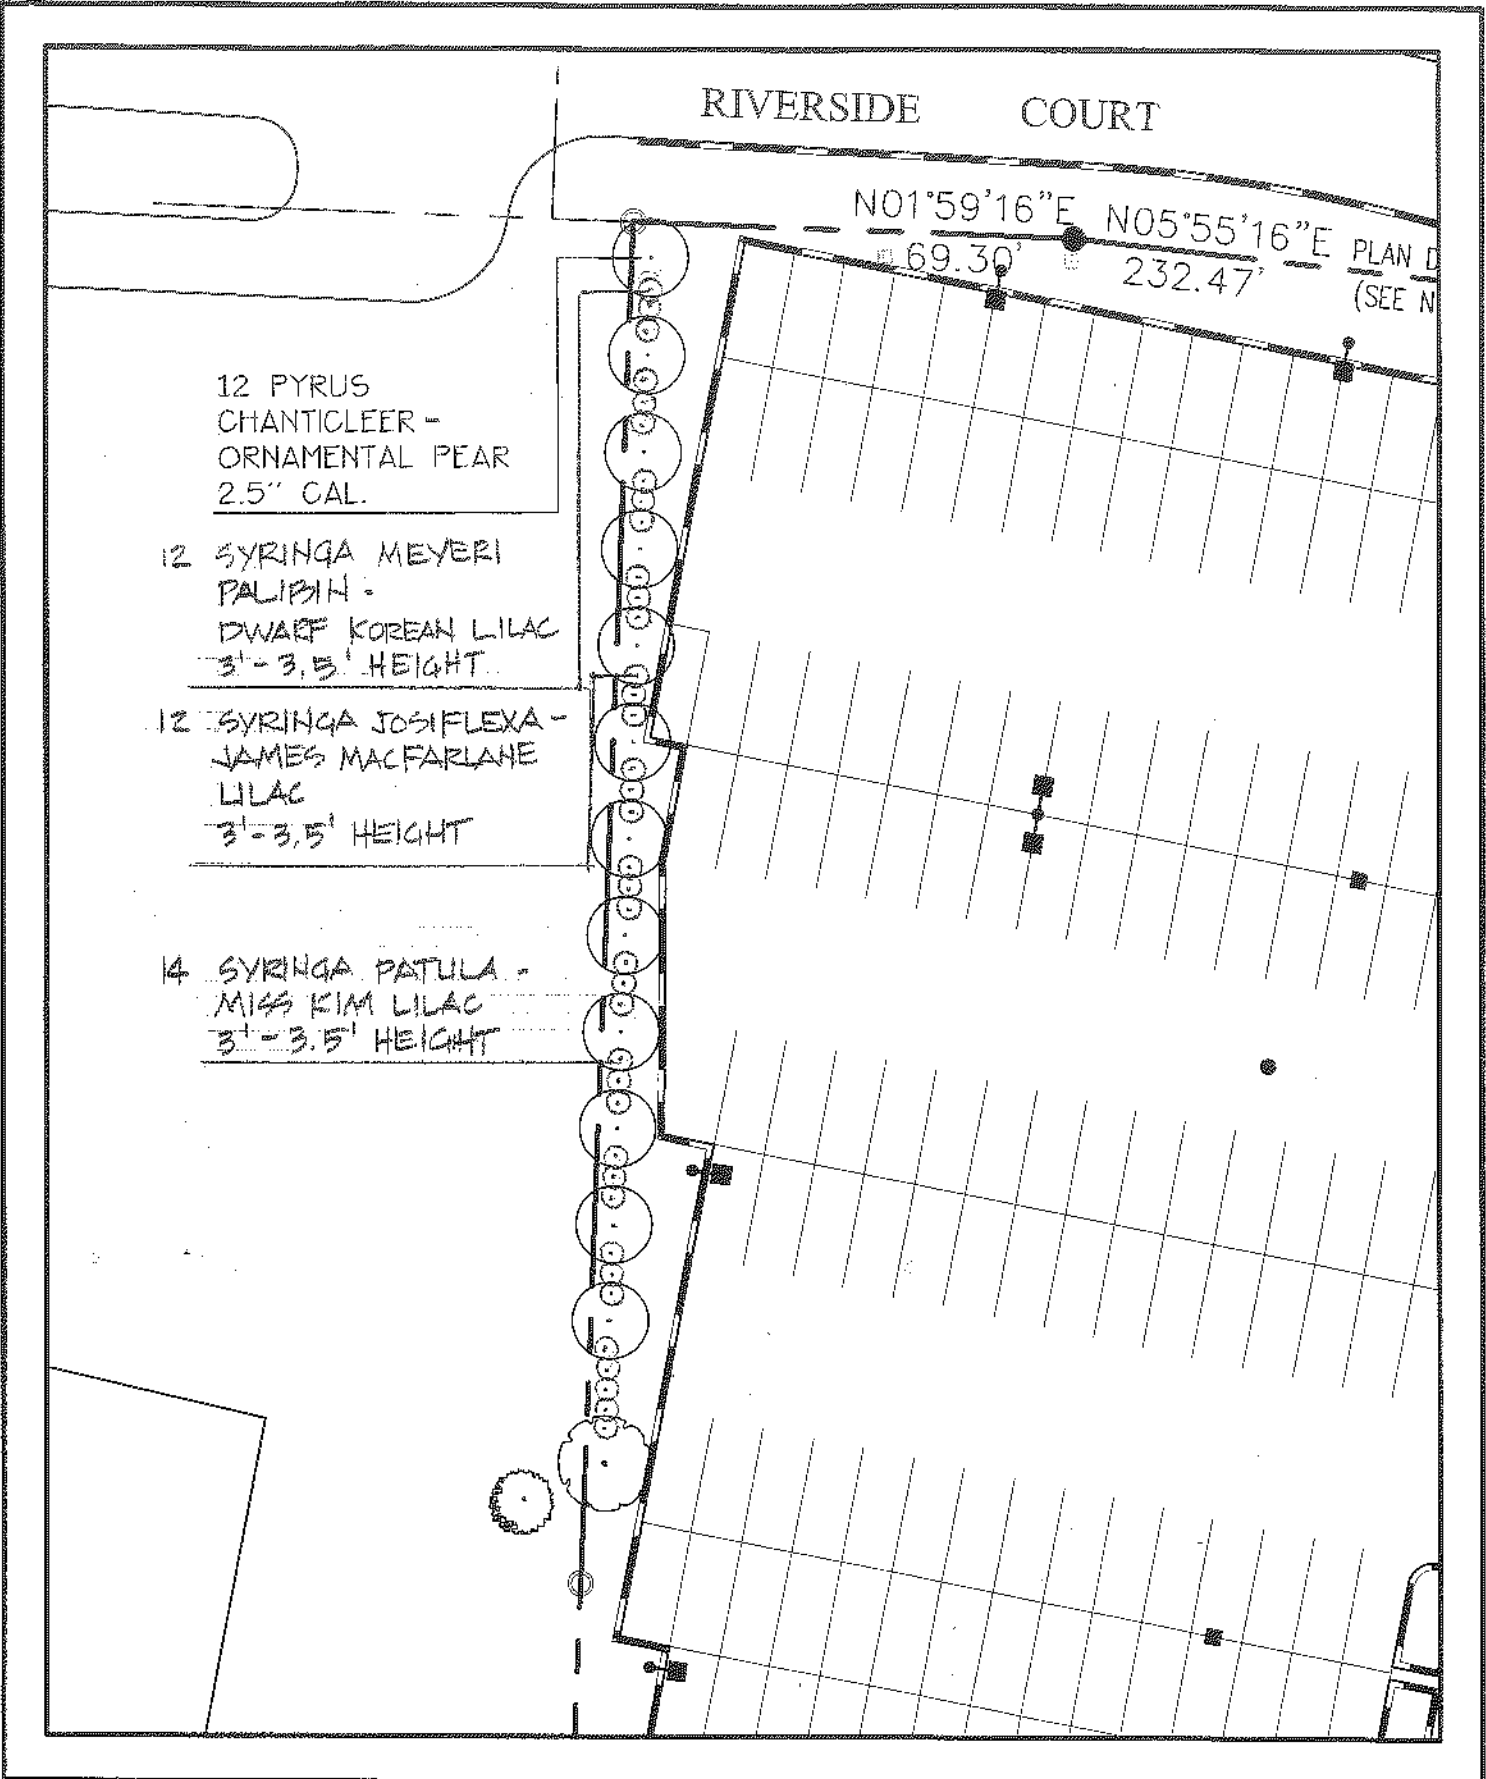 RIVERSIDE COURT
N01°59'16"E
69.30'
N05°55'16"E
232.47'
PLAN D
(SEE N
12 PYRUS
CHANTICLEER -
ORNAMENTAL PEAR
2.5" CAL.
12 SYRINGA MEYERI
PALIBIN -
DWARF KOREAN LILAC
3'-3.5' HEIGHT
12 SYRINGA JOSIFLEXA -
JAMES MACFARLANE
LILAC
3'-3.5' HEIGHT
14 SYRINGA PATULA -
MISS KIM LILAC
3'-3.5' HEIGHT